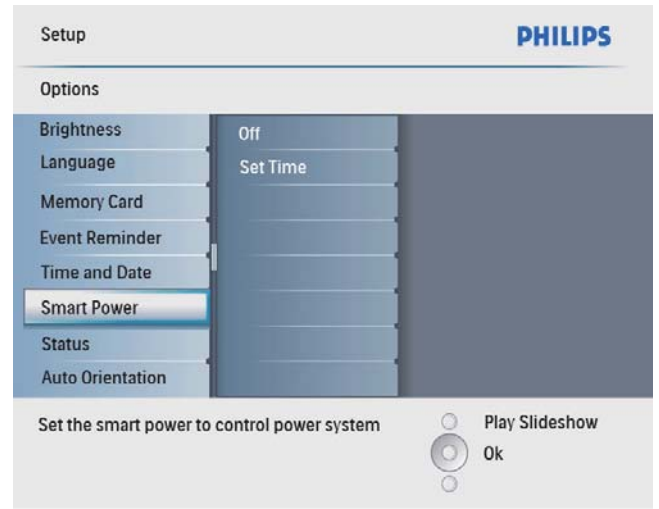 Setup
PHILIPS
Options
Brightness
Language
Memory Card
Event Reminder
Time and Date
Smart Power
Status
Auto Orientation
Off
Set Time
Set the smart power to control power system
Play Slideshow
Ok